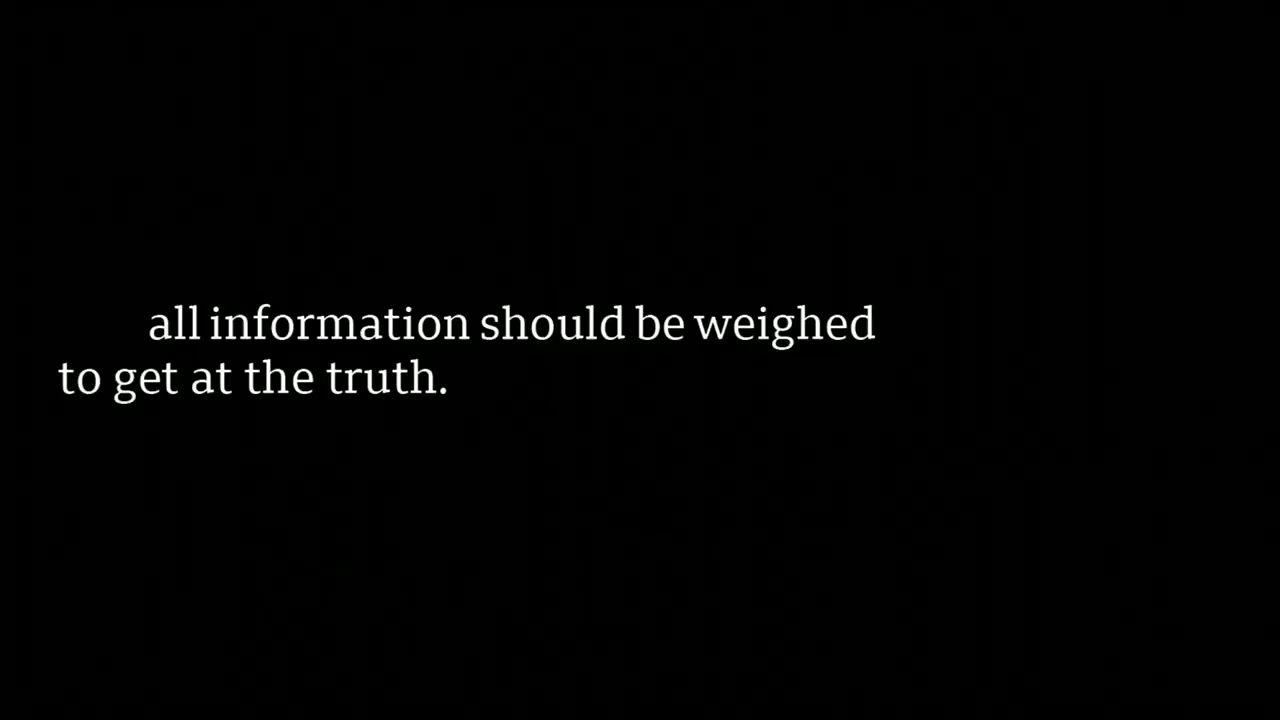 all information should be weighed
to get at the truth.